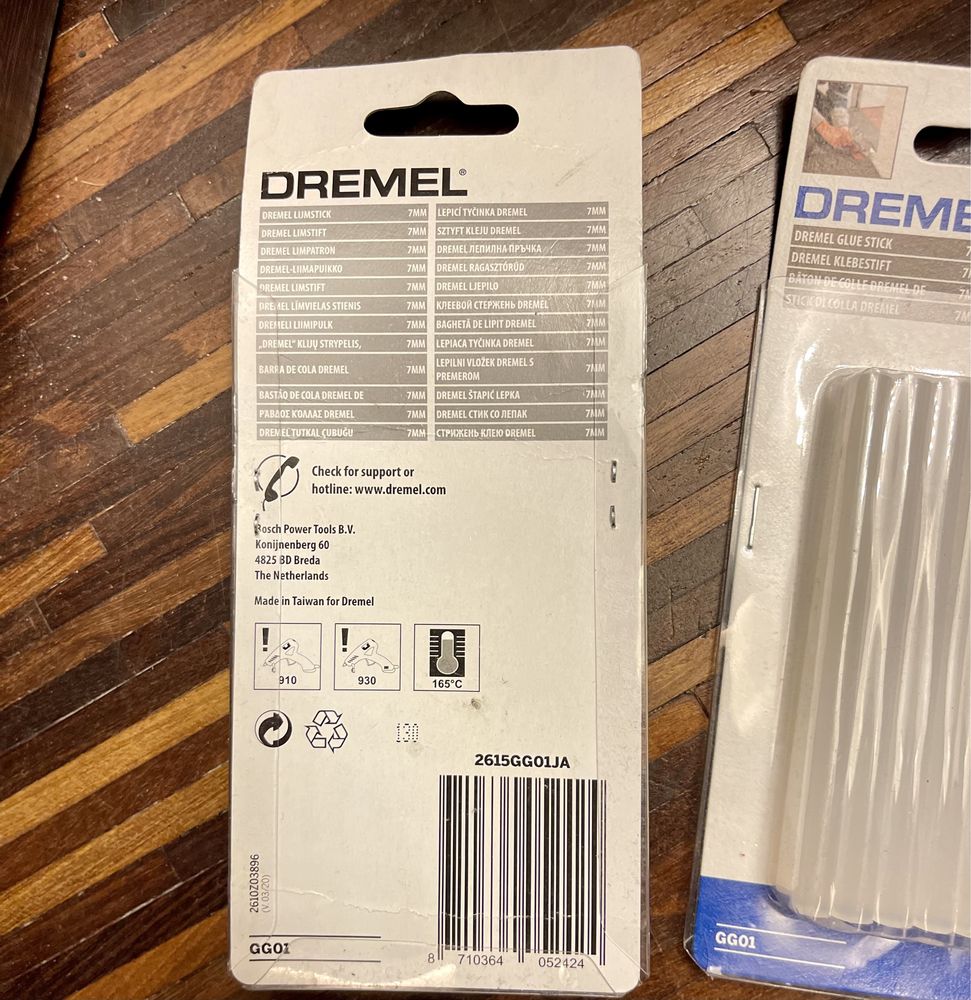 DREMEL®
DREMEL LIJMSTICK 7MM
DREMEL LIMSTIFT 7MM
DREMEL LIMPATRON 7MM
DREMEL-LIIMAPUIKKO 7MM
DREMEL LIMSTIFT 7MM
DREMEL LĪMVIELAS STIENIS 7MM
DREMELI LIIMIPULK 7MM
„DREMEL“ KLIJŲ STRYPELIS, 7MM
BARRA DE COLA DREMEL 7MM
BASTÃO DE COLA DREMEL DE 7MM
ΡΑΒΔΟΣ ΚΌΛΛΑΣ DREMEL 7MM
DREMEL TUTKAL ÇUBUĞU 7MM
LEPICÍ TYČINKA DREMEL 7MM
SZTYFT KLEJU DREMEL 7MM
DREMEL ЛЕПИЛНА ПРЪЧКА 7MM
DREMEL RAGASZTÓRÚD 7MM
DREMEL LJEPILO 7MM
КЛЕЕВОЙ СТЕРЖЕНЬ DREMEL 7MM
BAGHETĂ DE LIPIT DREMEL 7MM
LEPIACA TYČINKA DREMEL 7MM
LEPILNI VLOŽEK DREMEL S
PREMEROM 7MM
DREMEL ŠTAPIĆ LEPKA 7MM
DREMEL СТИК СО ЛЕПАК 7MM
СТРИЖЕНЬ КЛЕЮ DREMEL 7MM
Check for support or
hotline: www.dremel.com
Bosch Power Tools B.V.
Konijnenberg 60
4825 BD Breda
The Netherlands
Made in Taiwan for Dremel
! 910
! 930
165°C
130
2615GG01JA
2610Z03896
(V. 03/20)
GG01
8 710364 052424
DREME
DREMEL GLUE STICK
DREMEL KLEBESTIFT
BÂTON DE COLLE DREMEL DE
STICK DI COLLA DREMEL
GG01